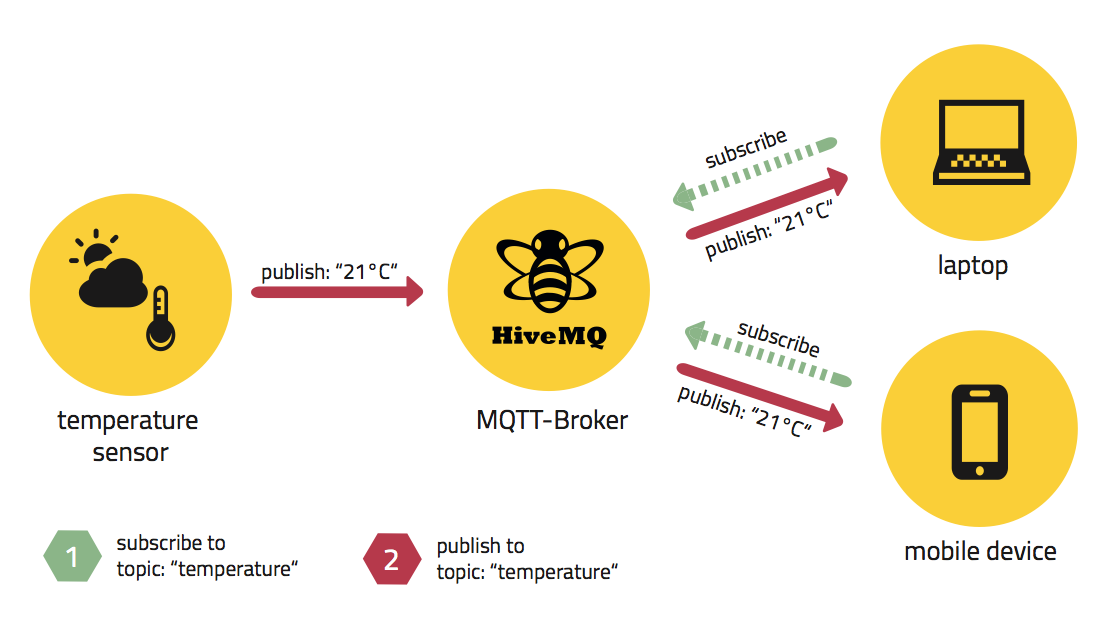 subscribe
publish: “21°C“
laptop
publish: “21°C“
HiveMQ
temperature
sensor
MQTT-Broker
subscribe
publish: “21°C“
mobile device
1
subscribe to
topic: “temperature“
2
publish to
topic: “temperature“